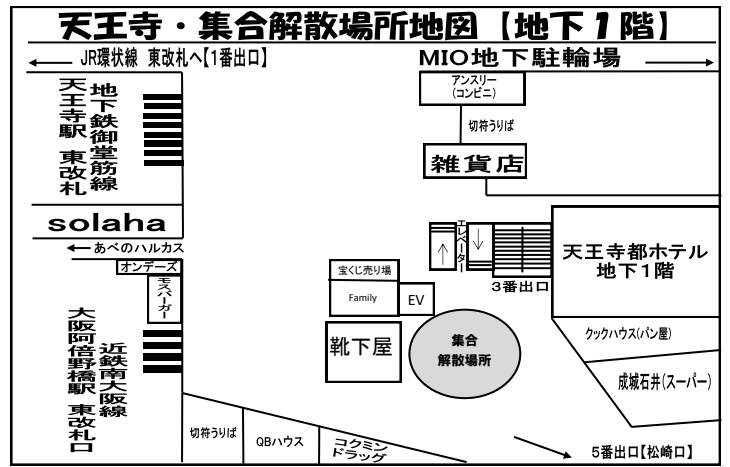 天王寺・集合解散場所地図【地下1階】
JR環状線 東改札へ【1番出口】
MIO地下駐輪場
アンスリー
(コンビニ)
切符うりば
雑貨店
地下鉄御堂筋線
天王寺駅 東改札
solaha
あべのハルカス
オンデーズ
モスバーガー
近鉄南大阪線
大阪阿倍野橋駅 東改札口
エレベーター
3番出口
天王寺都ホテル
地下1階
宝くじ売り場
Family
EV
靴下屋
集合
解散場所
クックハウス(パン屋)
成城石井(スーパー)
切符うりば
QBハウス
コクミン
ドラッグ
5番出口【松崎口】